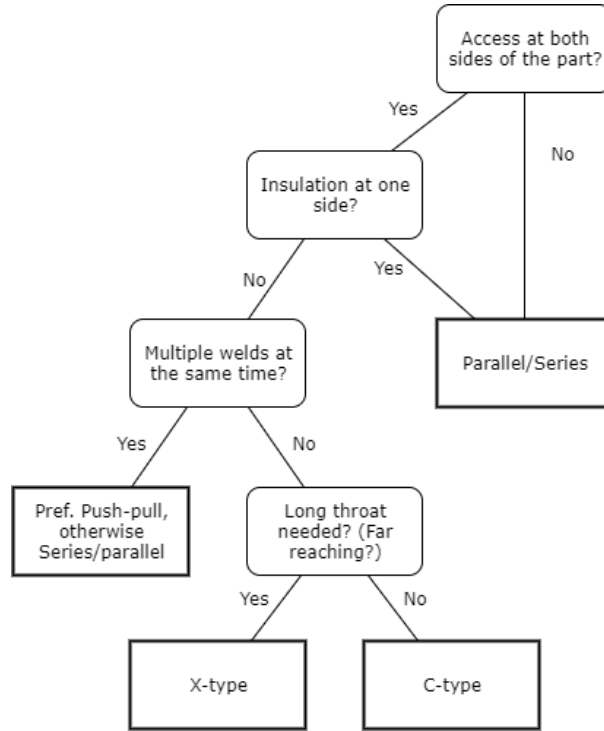 Access at both
sides of the part?
Yes
No
Insulation at one
side?
No
Yes
Multiple welds at
the same time?
Parallel/Series
Yes
No
Pref. Push-pull,
otherwise
Series/parallel
Long throat
needed? (Far
reaching?)
Yes
No
X-type
C-type